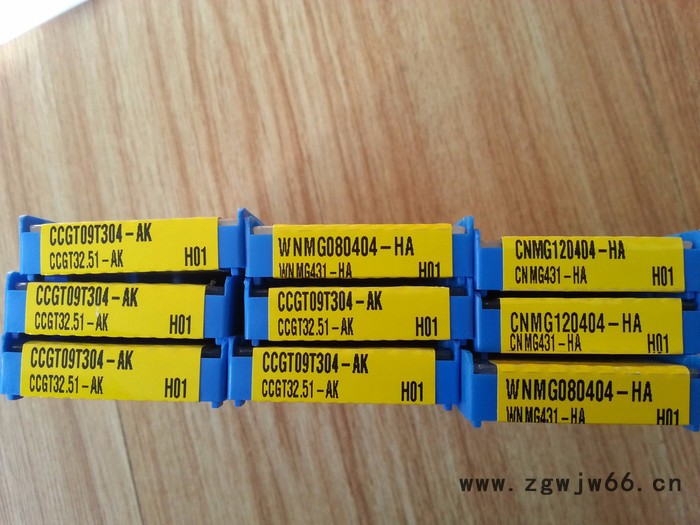 CCGT09T304-AK
CCGT32.51-AK H01
WNMG080404-HA
WNMG431-HA H01
CNMG120404-HA
CNMG431-HA H01
CCGT09T304-AK
CCGT32.51-AK H01
CCGT09T304-AK
CCGT32.51-AK H01
CNMG120404-HA
CNMG431-HA H01
CCGT09T304-AK
CCGT32.51-AK H01
CCGT09T304-AK
CCGT32.51-AK H01
WNMG080404-HA
WNMG431-HA H01
www.zgwjw66.cn